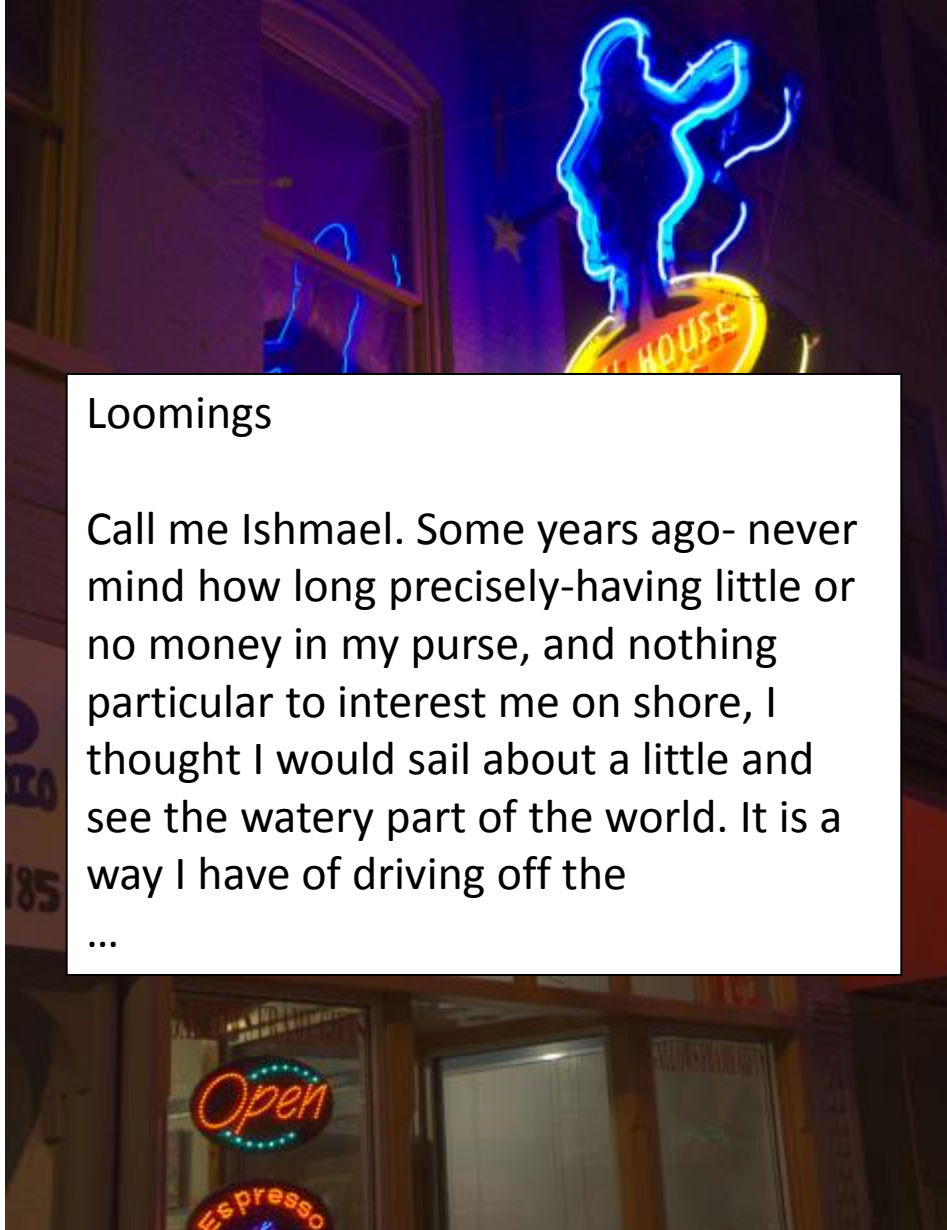 HOUSE
Loomings
Call me Ishmael. Some years ago- never
mind how long precisely-having little or
no money in my purse, and nothing
particular to interest me on shore, I
thought I would sail about a little and
see the watery part of the world. It is a
way I have of driving off the
...
185
Open
Espresso